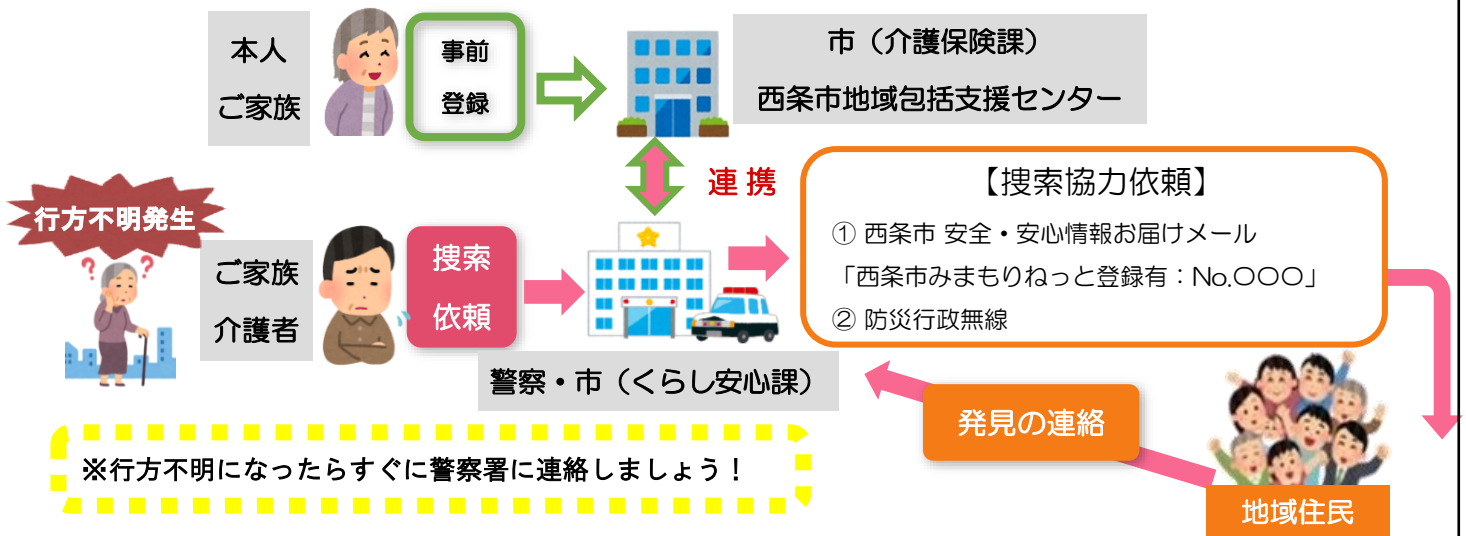 本人
ご家族
事前
登録
市（介護保険課）
西条市地域包括支援センター
連携
行方不明発生
？ ？
ご家族
介護者
捜索
依頼
警察・市（くらし安心課）
【捜索協力依頼】
① 西条市 安全・安心情報お届けメール
「西条市みまもりねっと登録有：No.〇〇〇」
② 防災行政無線
発見の連絡
地域住民
※行方不明になったらすぐに警察署に連絡しましょう！